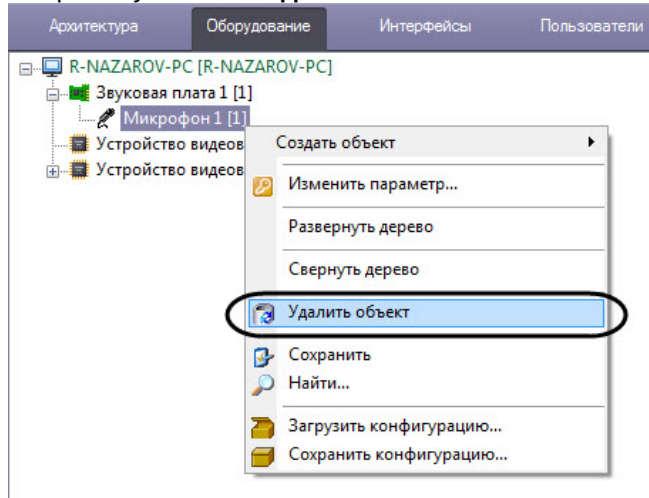 Архитектура Оборудование Интерфейсы Пользователи
R-NAZAROV-PC [R-NAZAROV-PC]
Звуковая плата 1 [1]
Микрофон 1 [1]
Устройство видеов
Устройство видеов
Создать объект
Изменить параметр...
Развернуть дерево
Свернуть дерево
Удалить объект
Сохранить
Найти...
Загрузить конфигурацию...
Сохранить конфигурацию...